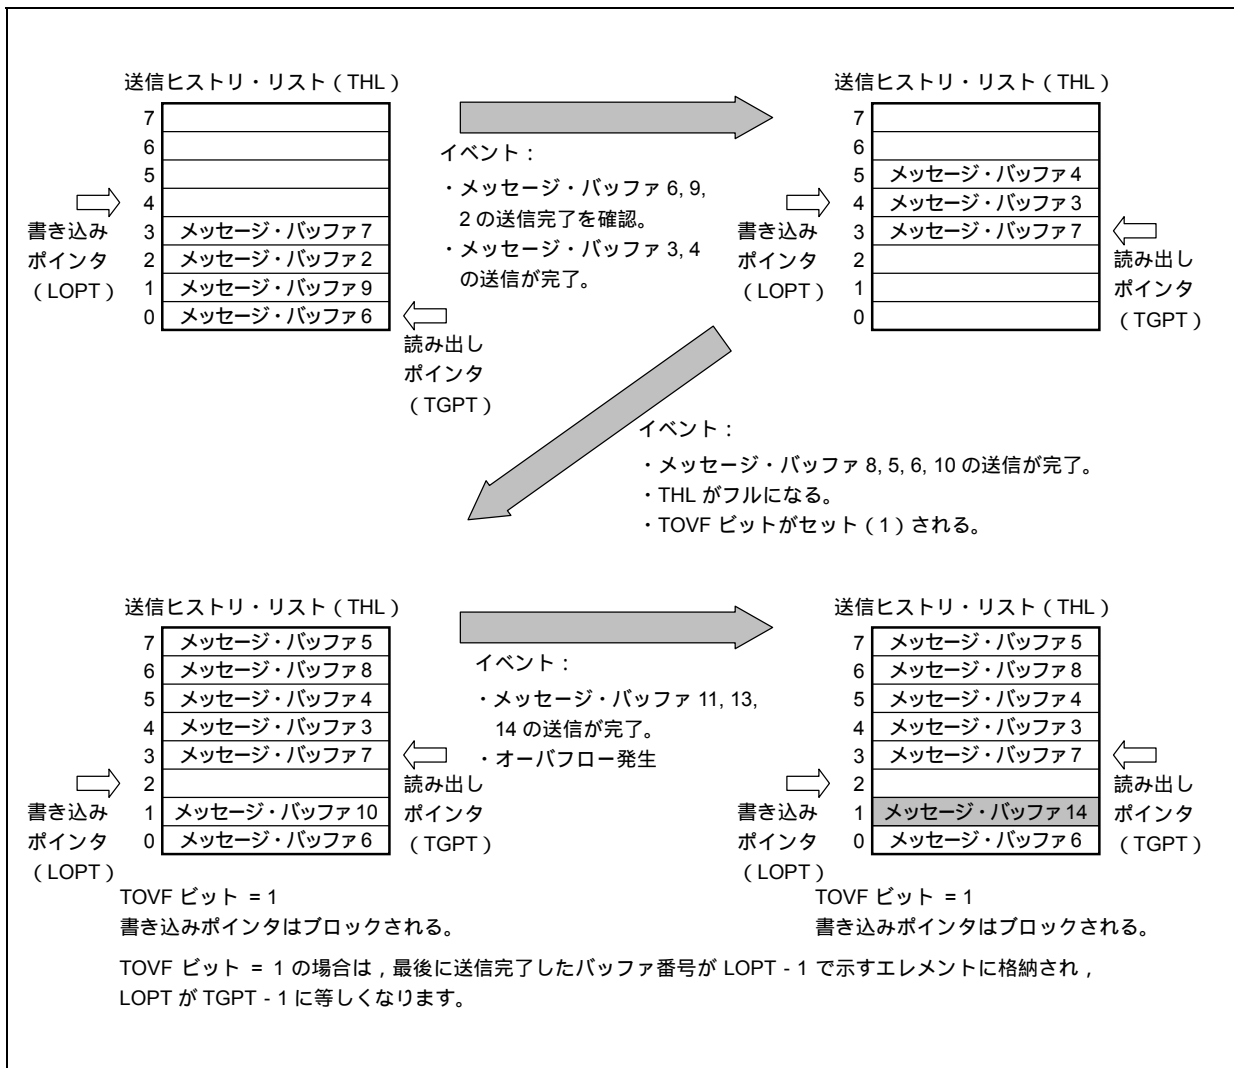 送信ヒストリ・リスト（THL）
7
6
5
4
3 メッセージ・バッファ 7
2 メッセージ・バッファ 2
1 メッセージ・バッファ 9
0 メッセージ・バッファ 6
書き込み
ポインタ
（LOPT）
読み出し
ポインタ
（TGPT）
イベント：
・メッセージ・バッファ 6, 9,
2 の送信完了を確認。
・メッセージ・バッファ 3, 4
の送信が完了。
送信ヒストリ・リスト（THL）
7
6
5 メッセージ・バッファ 4
4 メッセージ・バッファ 3
3 メッセージ・バッファ 7
2
1
0
書き込み
ポインタ
（LOPT）
読み出し
ポインタ
（TGPT）
イベント：
・メッセージ・バッファ 8, 5, 6, 10 の送信が完了。
・THL がフルになる。
・TOVF ビットがセット（1）される。
送信ヒストリ・リスト（THL）
7 メッセージ・バッファ 5
6 メッセージ・バッファ 8
5 メッセージ・バッファ 4
4 メッセージ・バッファ 3
3 メッセージ・バッファ 7
2
1 メッセージ・バッファ 10
0 メッセージ・バッファ 6
書き込み
ポインタ
（LOPT）
読み出し
ポインタ
（TGPT）
TOVF ビット = 1
書き込みポインタはブロックされる。
イベント：
・メッセージ・バッファ 11, 13,
14 の送信が完了。
・オーバフロー発生
送信ヒストリ・リスト（THL）
7 メッセージ・バッファ 5
6 メッセージ・バッファ 8
5 メッセージ・バッファ 4
4 メッセージ・バッファ 3
3 メッセージ・バッファ 7
2
1 メッセージ・バッファ 14
0 メッセージ・バッファ 6
書き込み
ポインタ
（LOPT）
読み出し
ポインタ
（TGPT）
TOVF ビット = 1
書き込みポインタはブロックされる。
TOVF ビット = 1 の場合は，最後に送信完了したバッファ番号が LOPT - 1 で示すエレメントに格納され，
LOPT が TGPT - 1 に等しくなります。